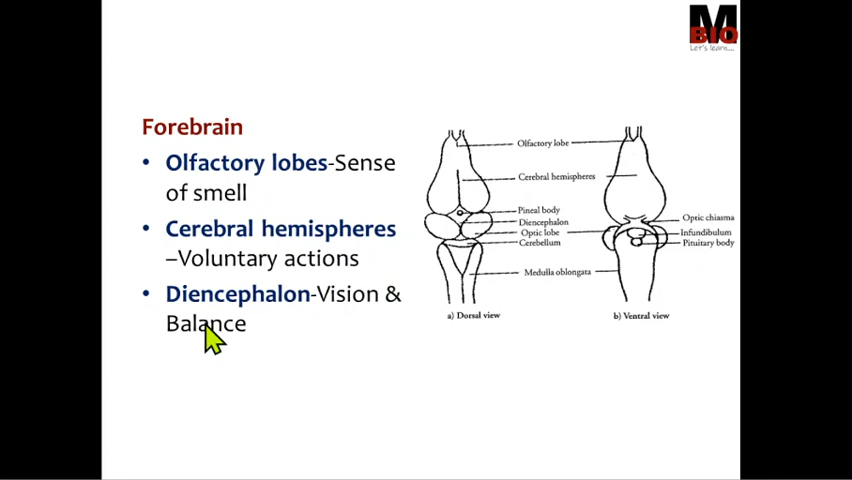 M
BIO
Let's learn....
Forebrain
• Olfactory lobes-Sense
of smell
• Cerebral hemispheres
–Voluntary actions
• Diencephalon-Vision &
Balance
Olfactory lobe
Cerebral hemispheres
Pineal body
Diencephalon
Optic lobe
Cerebellum
Medulla oblongata
Optic chiasma
Infundibulum
Pituitary body
a) Dorsal view
b) Ventral view